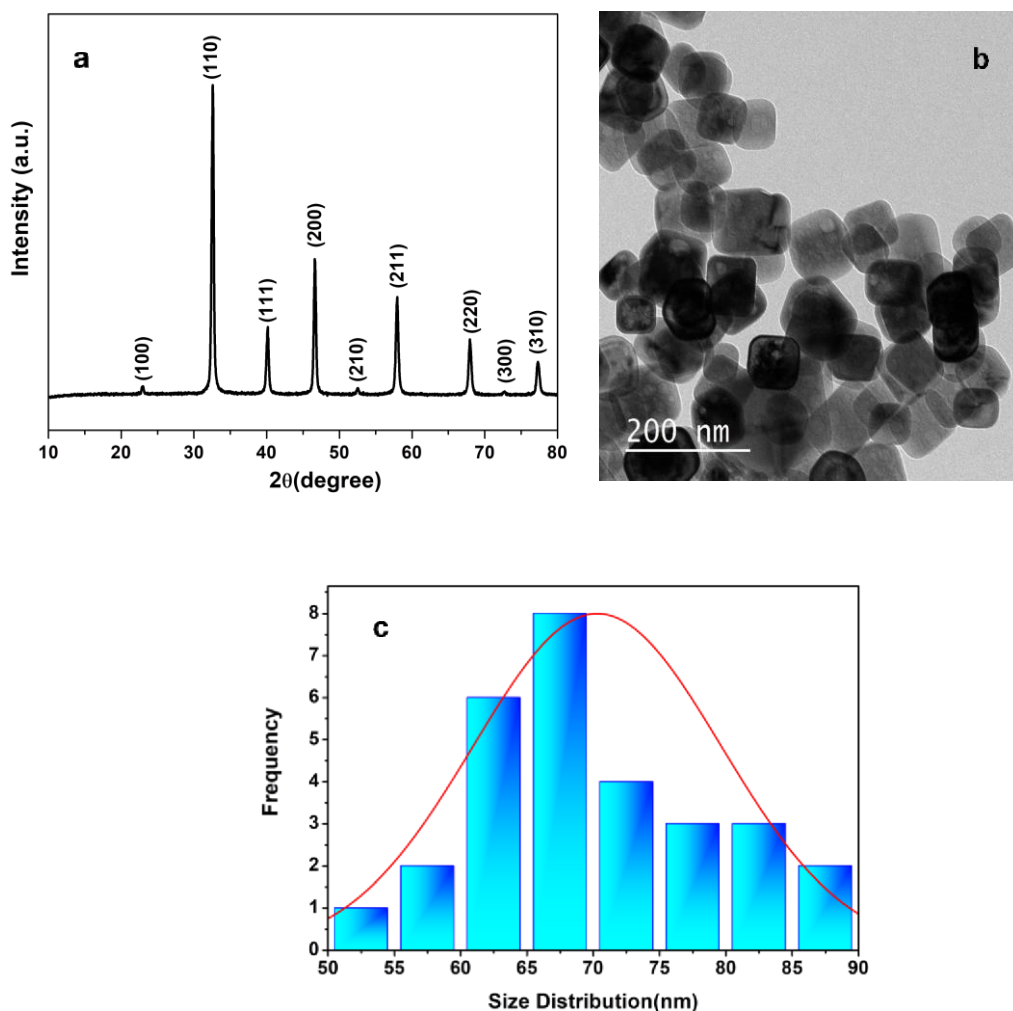 a
(100)
(110)
(111)
(200)
(210)
(211)
(220)
(300)
(310)
Intensity (a.u.)
10 20 30 40 50 60 70 80
2θ(degree)
b
200 nm
c
8
7
6
5
4
3
2
1
0
Frequency
50 55 60 65 70 75 80 85 90
Size Distribution(nm)